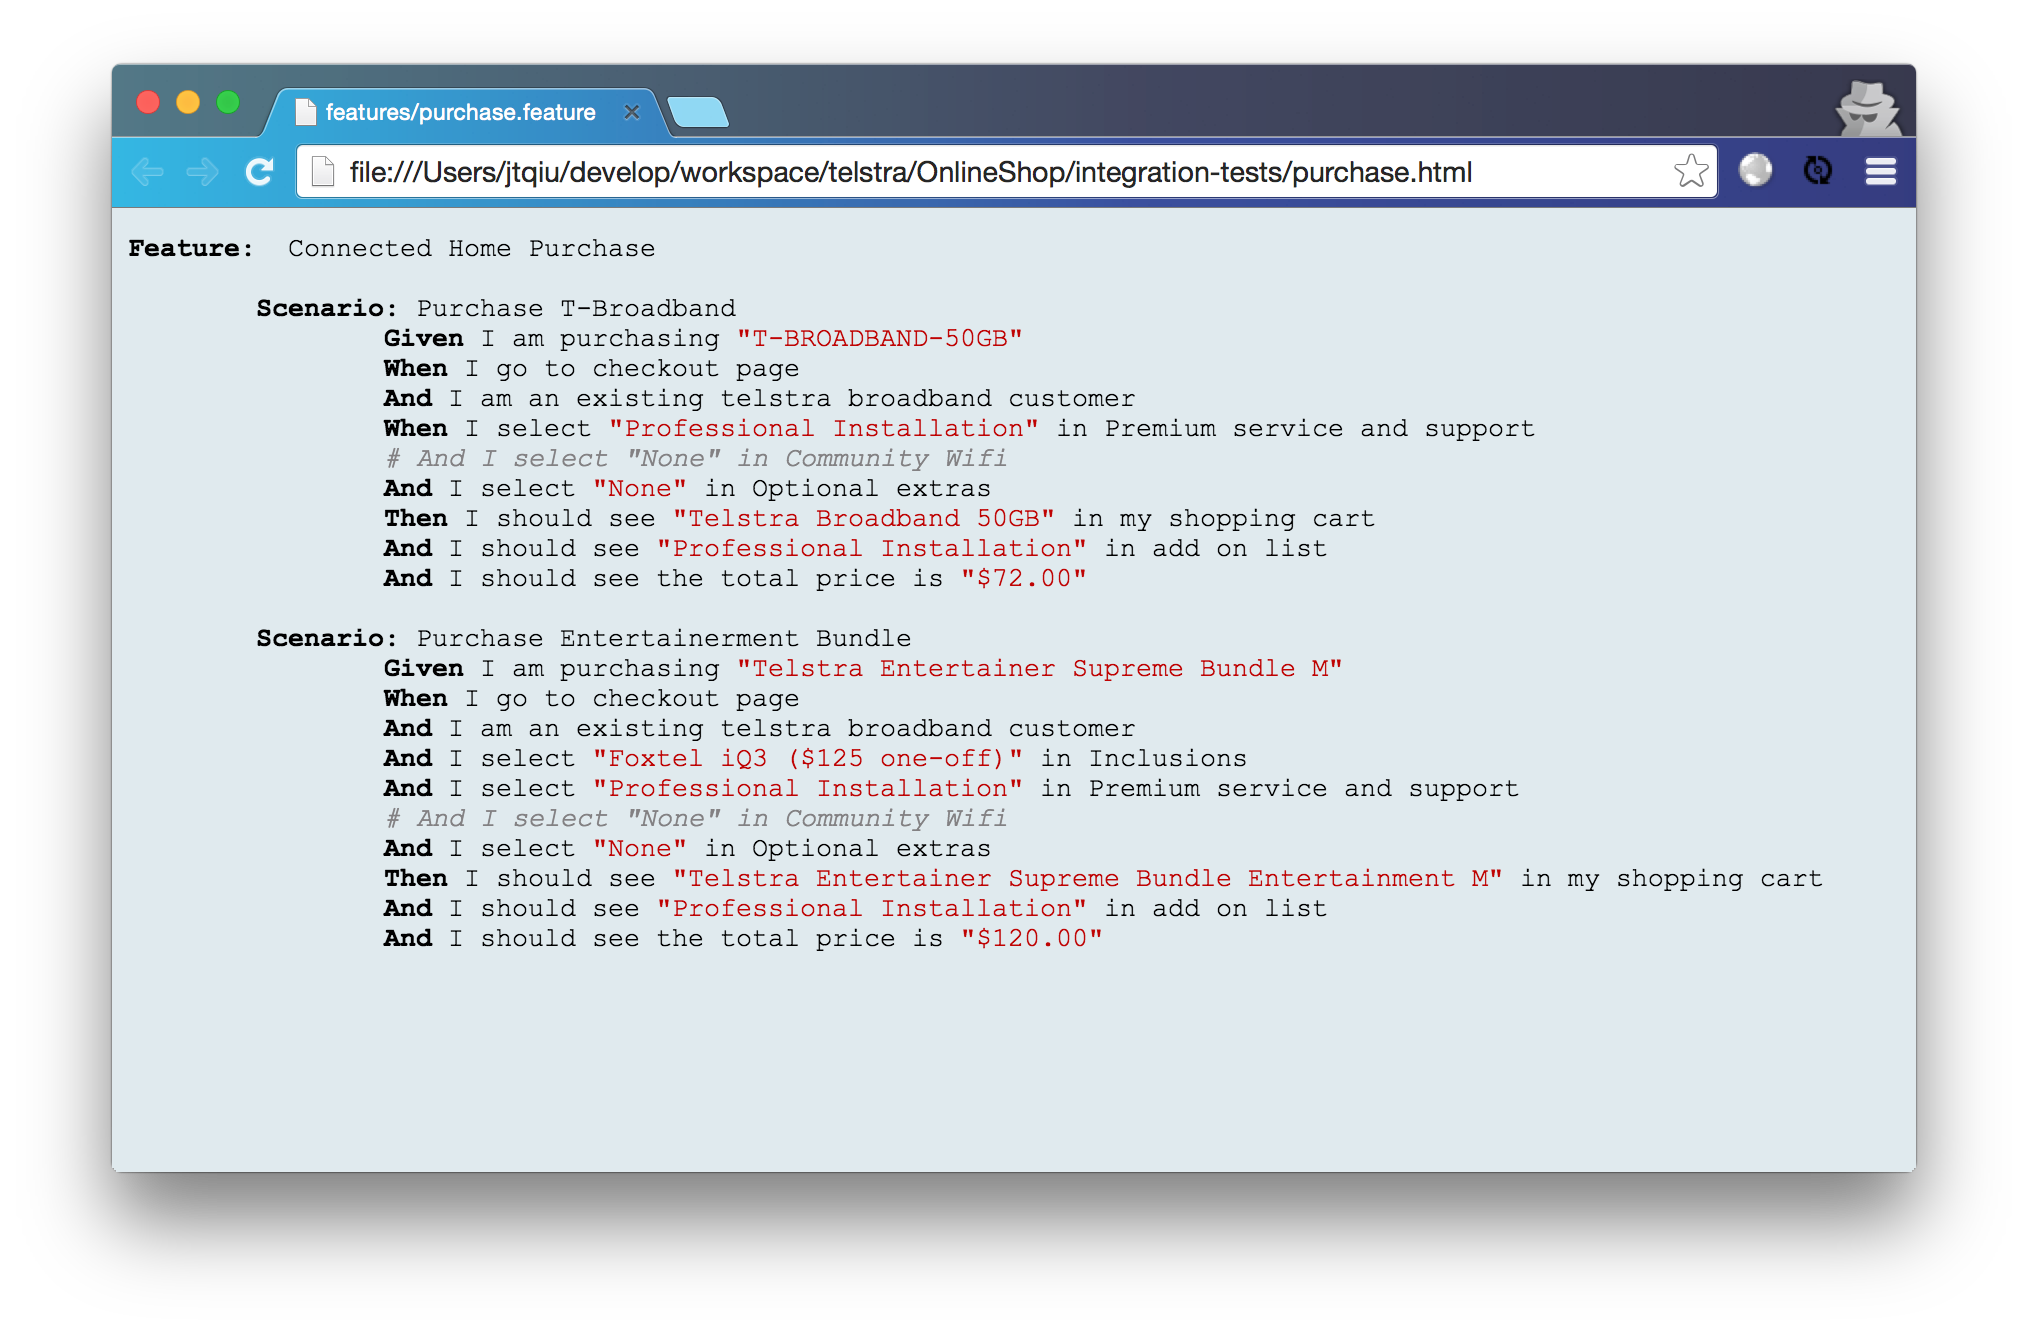 features/purchase.feature
file:///Users/jtqiu/develop/workspace/telstra/OnlineShop/integration-tests/purchase.html
Feature: Connected Home Purchase
Scenario: Purchase T-Broadband
Given I am purchasing "T-BROADBAND-50GB"
When I go to checkout page
And I am an existing telstra broadband customer
When I select "Professional Installation" in Premium service and support
# And I select "None" in Community Wifi
And I select "None" in Optional extras
Then I should see "Telstra Broadband 50GB" in my shopping cart
And I should see "Professional Installation" in add on list
And I should see the total price is "$72.00"
Scenario: Purchase Entertainerment Bundle
Given I am purchasing "Telstra Entertainer Supreme Bundle M"
When I go to checkout page
And I am an existing telstra broadband customer
And I select "Foxtel iQ3 ($125 one-off)" in Inclusions
And I select "Professional Installation" in Premium service and support
# And I select "None" in Community Wifi
And I select "None" in Optional extras
Then I should see "Telstra Entertainer Supreme Bundle Entertainment M" in my shopping cart
And I should see "Professional Installation" in add on list
And I should see the total price is "$120.00"